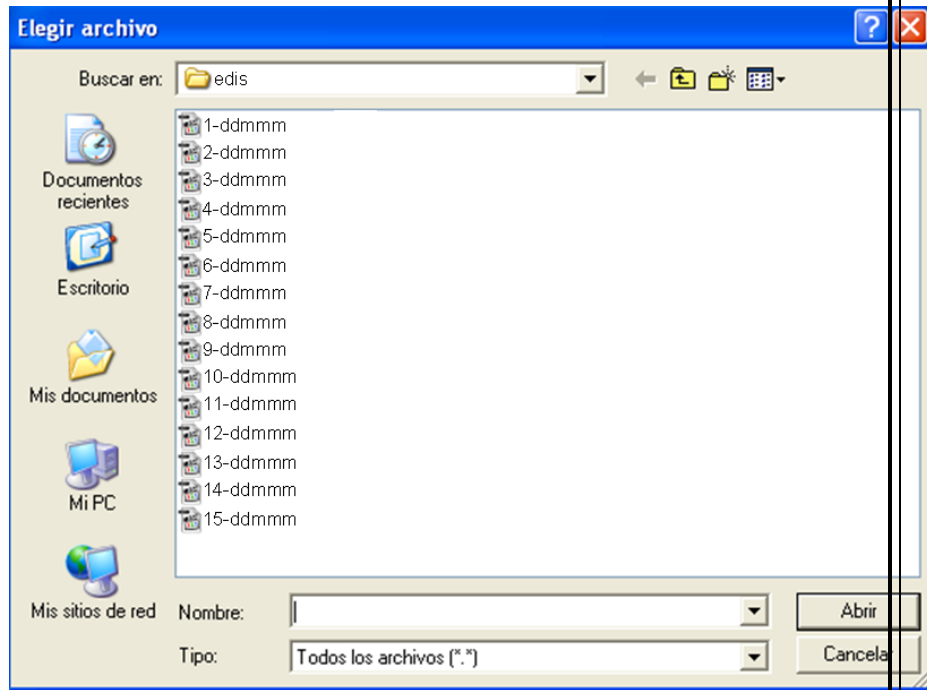 Elegir archivo
Buscar en: edis
1-ddmmm
2-ddmmm
3-ddmmm
4-ddmmm
5-ddmmm
6-ddmmm
7-ddmmm
8-ddmmm
9-ddmmm
10-ddmmm
11-ddmmm
12-ddmmm
13-ddmmm
14-ddmmm
15-ddmmm
Documentos
recientes
Escritorio
Mis documentos
Mi PC
Mis sitios de red
Nombre: Abrir
Tipo: Todos los archivos (*.*) Cancelar